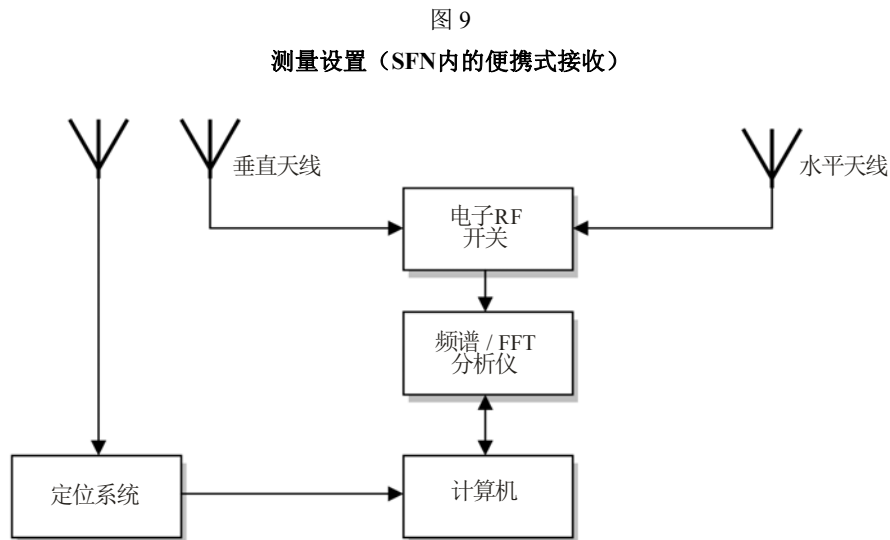 图 9
测量设置（SFN内的便携式接收）
垂直天线
水平天线
电子RF
开关
频谱 / FFT
分析仪
定位系统
计算机